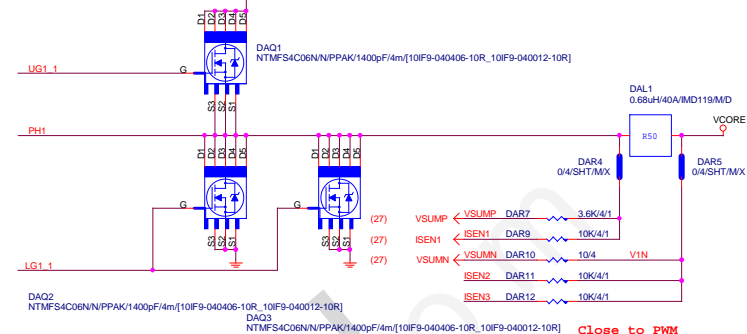 D1 D2 D3 D4 D5
DAQ1
NTMFS4C06N/N/PPAK/1400pF/4m/[10IF9-040406-10R_10IF9-040012-10R]
UG1_1
G
S3 S2 S1
DAL1
0.68uH/40A/IMD119/M/D
VCORE
PH1
R50
D1 D2 D3 D4 D5
D1 D2 D3 D4 D5
DAR4
0/4/SHT/M/X
DAR5
0/4/SHT/M/X
G
G
S3 S2 S1
S3 S2 S1
(27) VSUMP VSUMP DAR7 3.6K/4/1
(27) ISEN1 ISEN1 DAR9 10K/4/1
(27) VSUMN VSUMN DAR10 10/4 V1N
ISEN2 DAR11 10K/4/1
ISEN3 DAR12 10K/4/1
LG1_1
DAQ2
NTMFS4C06N/N/PPAK/1400pF/4m/[10IF9-040406-10R_10IF9-040012-10R]
DAQ3
NTMFS4C06N/N/PPAK/1400pF/4m/[10IF9-040406-10R_10IF9-040012-10R]
Close to PWM